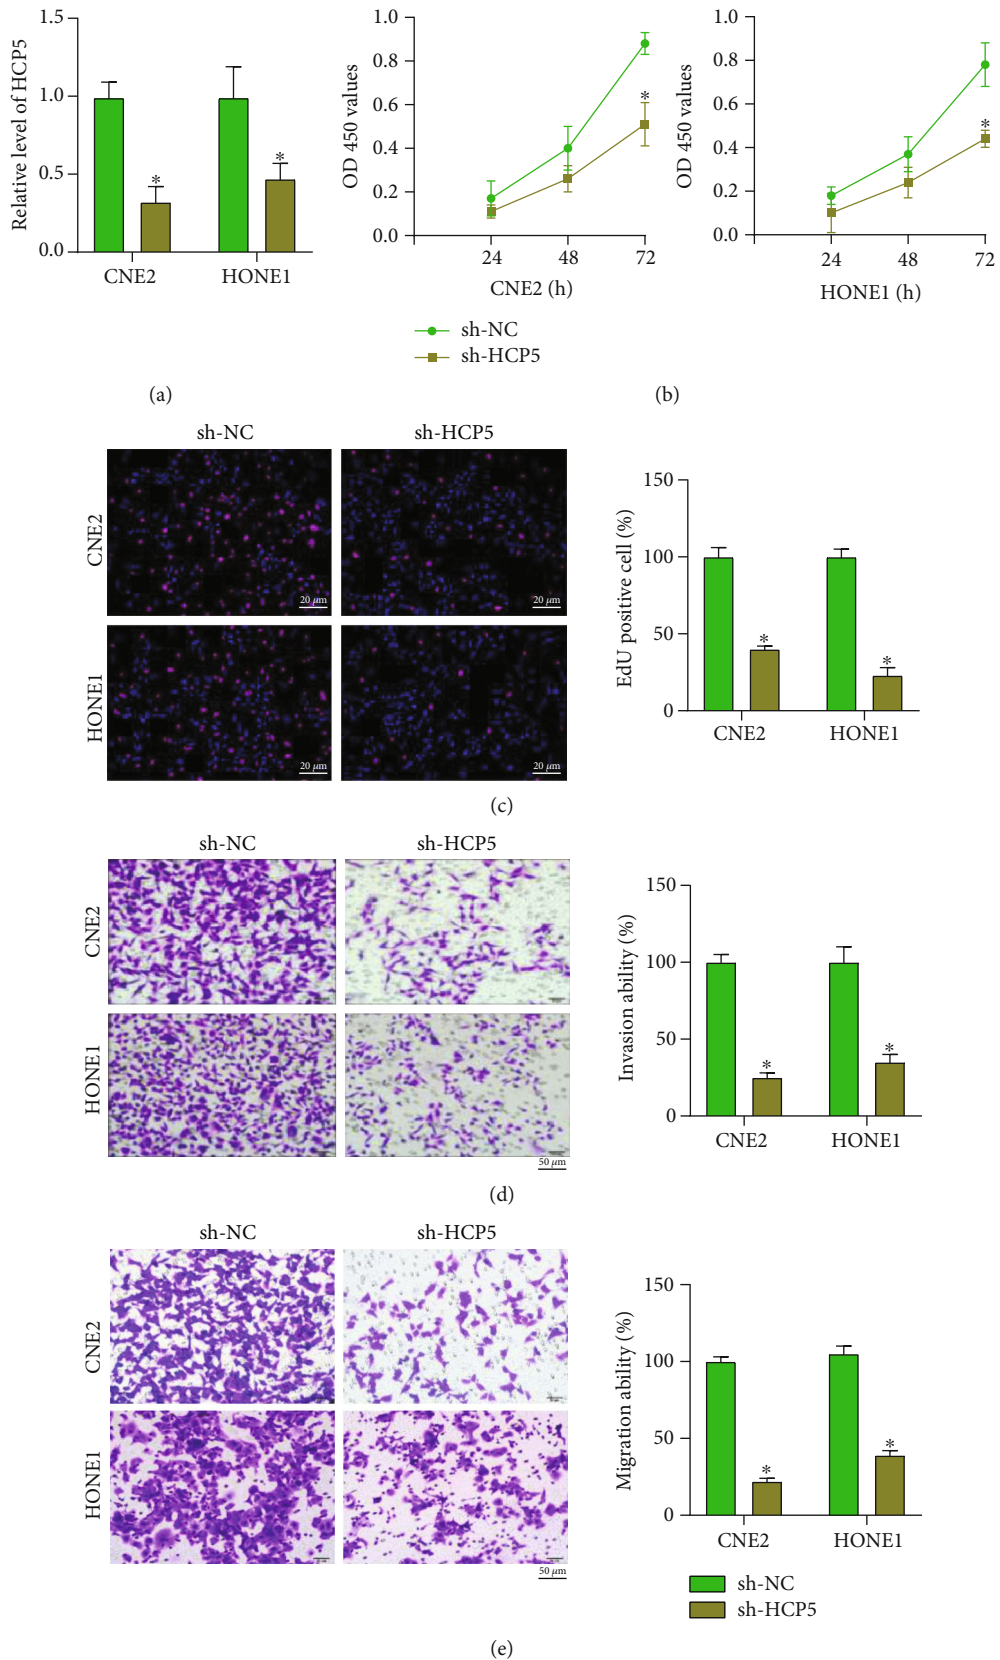 Relative level of HCP5
1.5
1.0
0.5
0.0
*
*
CNE2
HONE1
(a)
OD 450 values
1.0
0.8
0.6
0.4
0.2
0.0
*
24
48
72
CNE2 (h)
OD 450 values
1.0
0.8
0.6
0.4
0.2
0.0
*
24
48
72
HONE1 (h)
sh-NC
sh-HCP5
(b)
sh-NC
sh-HCP5
CNE2
20 μm
20 μm
HONE1
20 μm
20 μm
EdU positive cell (%)
150
100
50
0
*
*
CNE2
HONE1
(c)
sh-NC
sh-HCP5
CNE2
HONE1
50 μm
Invasion ability (%)
150
100
50
0
*
*
CNE2
HONE1
(d)
sh-NC
sh-HCP5
CNE2
HONE1
50 μm
Migration ability (%)
150
100
50
0
*
*
CNE2
HONE1
sh-NC
sh-HCP5
(e)